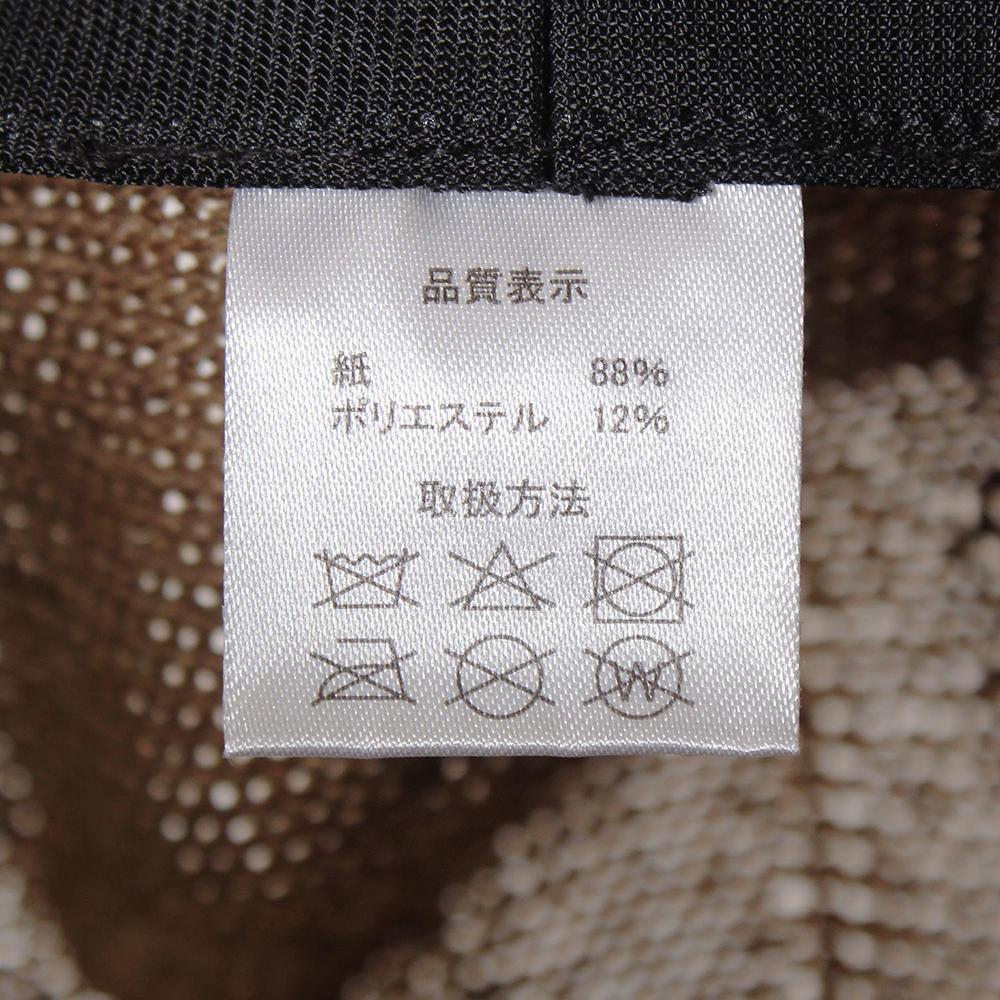 品質表示
紙 88%
ポリエステル 12%
取扱方法
W